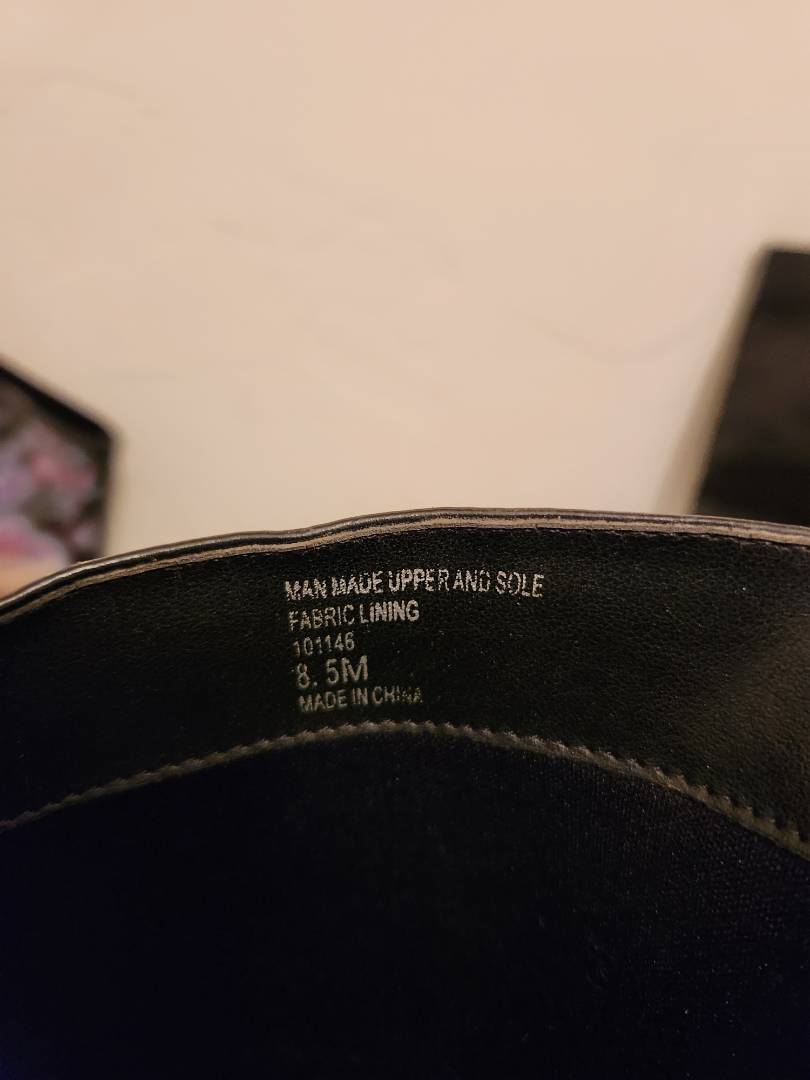 MAN MADE UPPER AND SOLE
FABRIC LINING
101146
8.5M
MADE IN CHINA